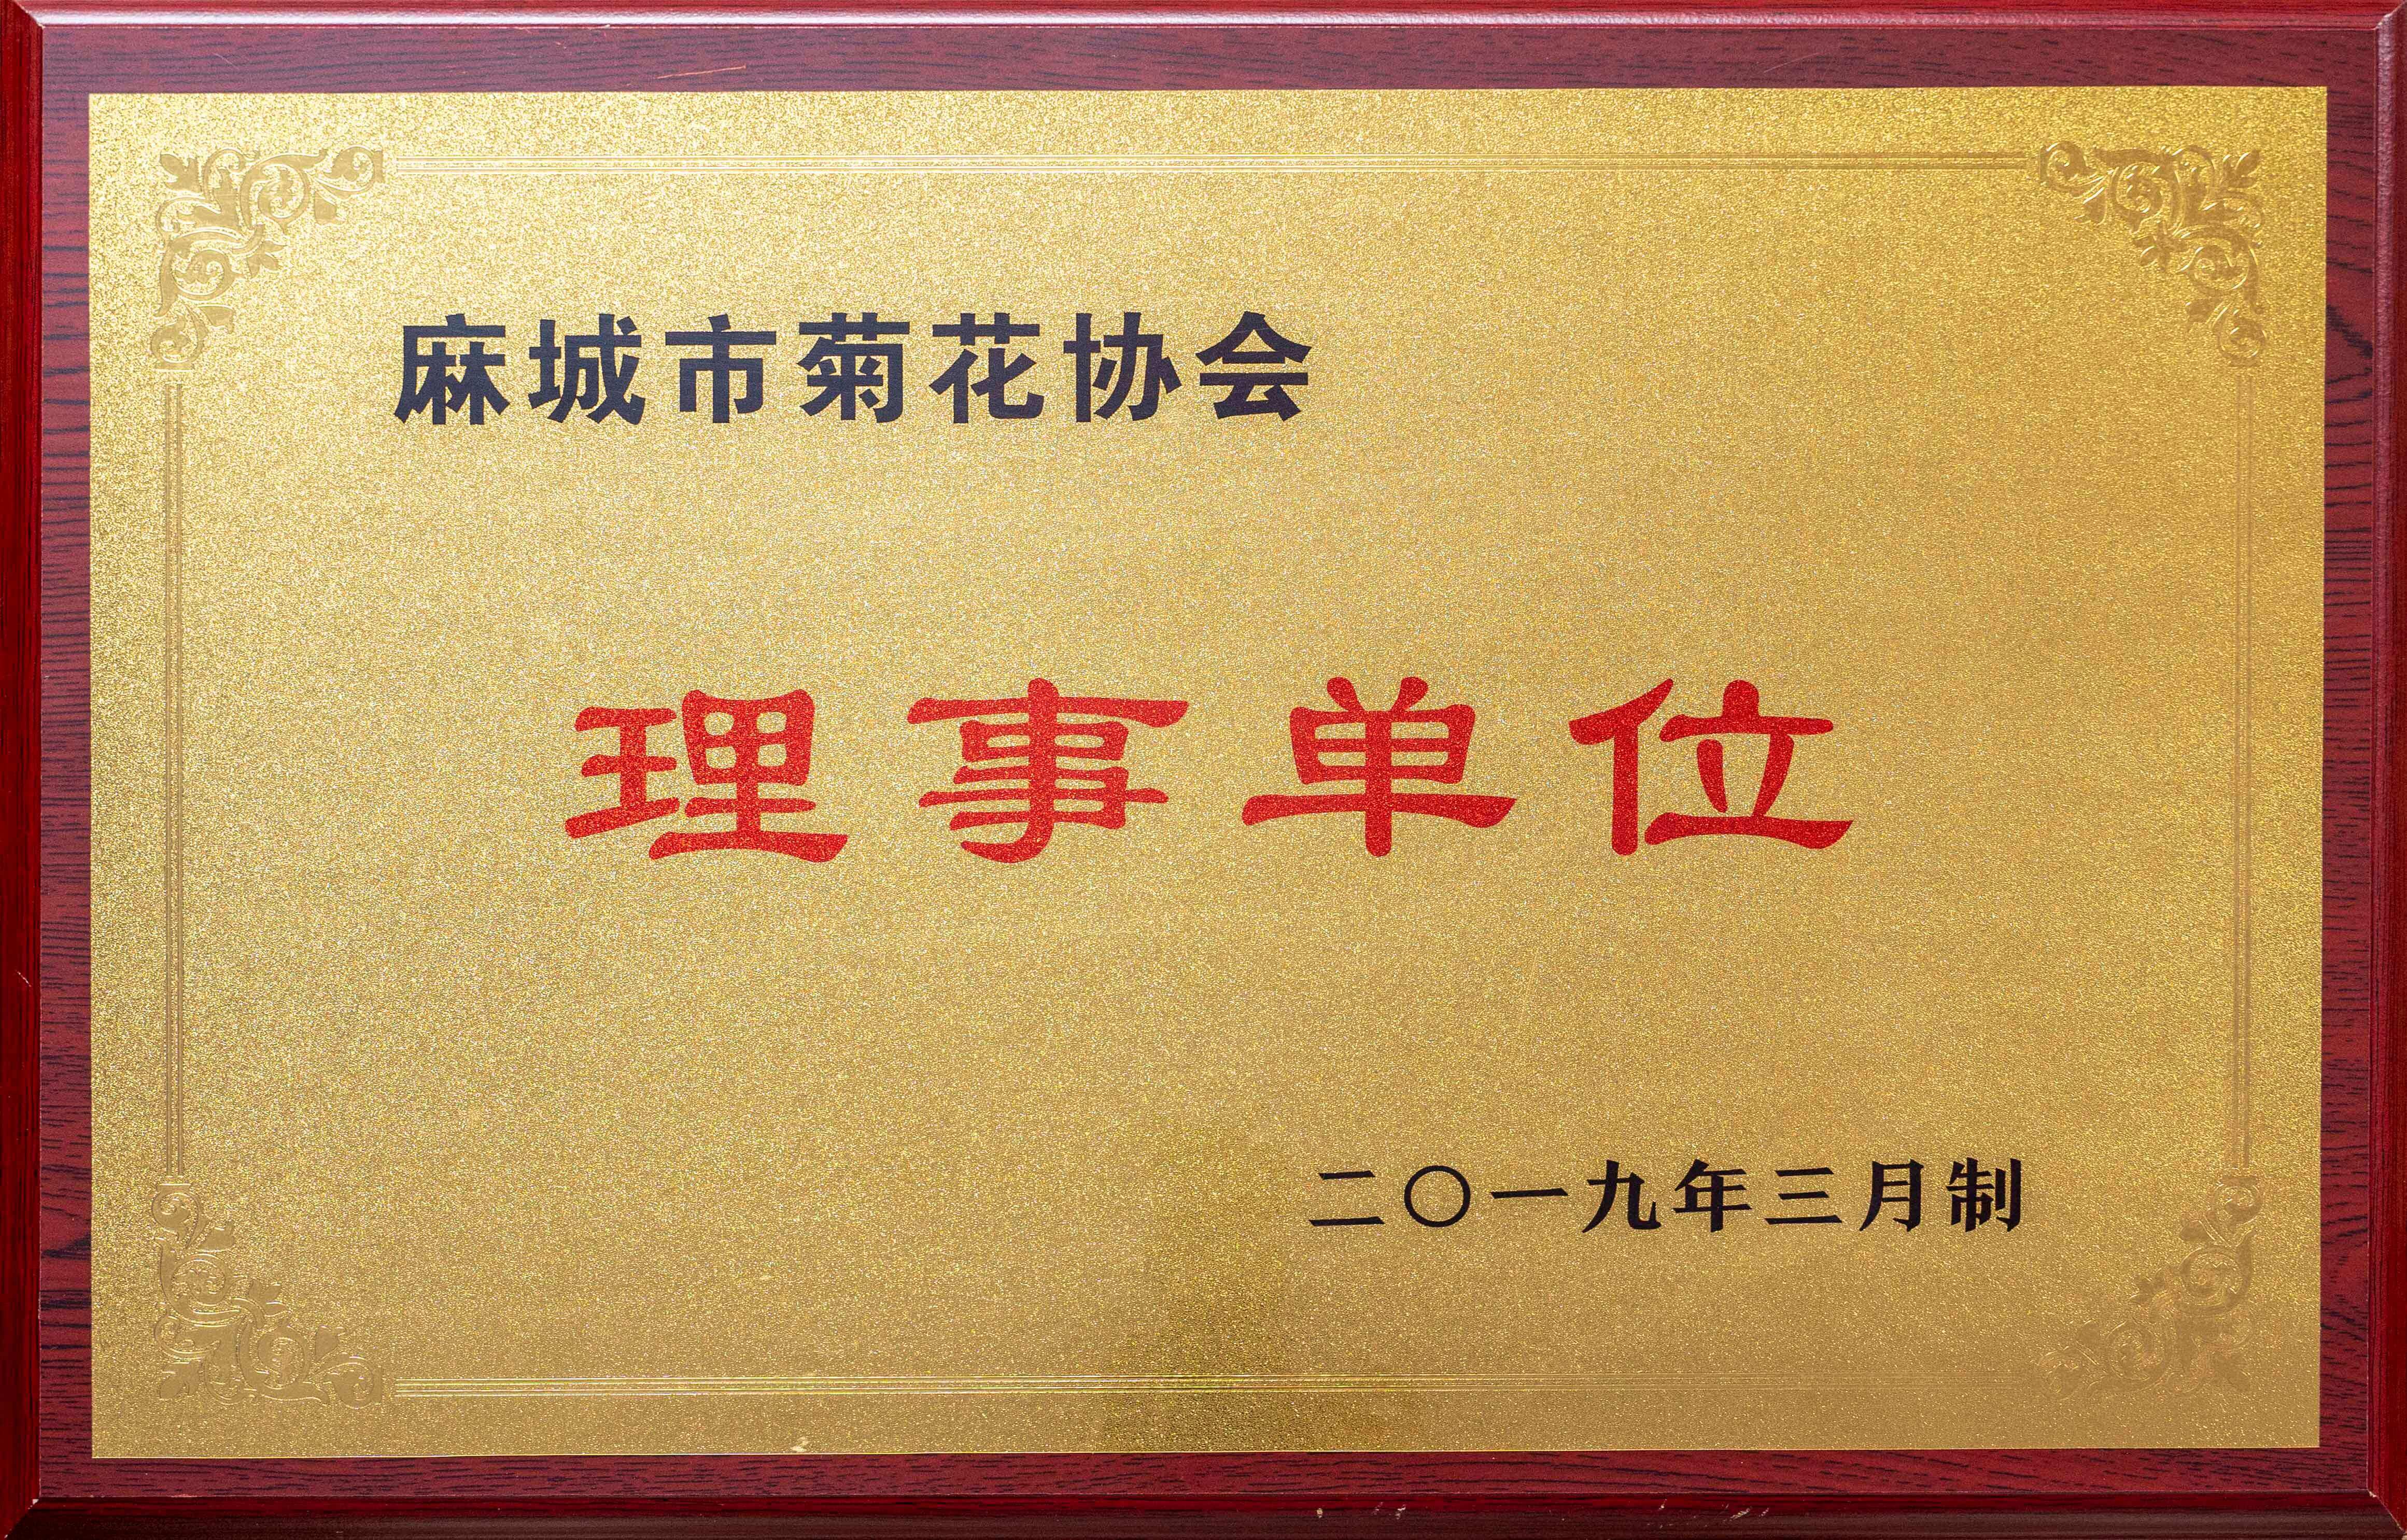 麻城市菊花协会
理事单位
二〇一九年三月制